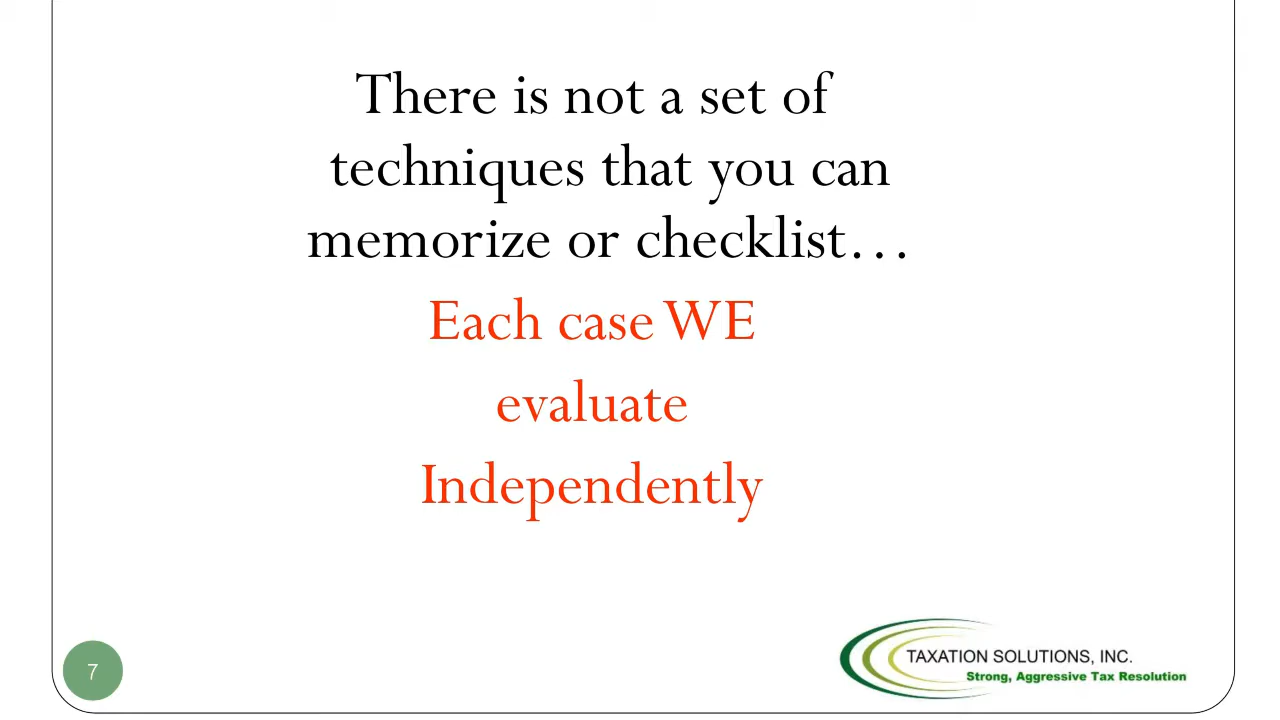 There is not a set of
techniques that you can
memorize or checklist…
Each case WE
evaluate
Independently
7
TAXATION SOLUTIONS, INC.
Strong, Aggressive Tax Resolution